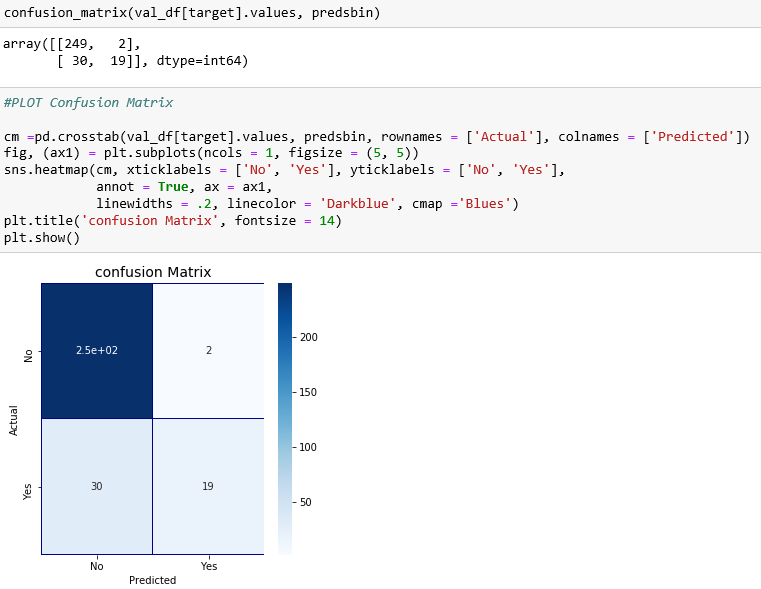 confusion_matrix(val_df[target].values, predsbin)
array([[249,   2],
       [ 30,  19]], dtype=int64)
#PLOT Confusion Matrix
cm =pd.crosstab(val_df[target].values, predsbin, rownames = ['Actual'], colnames = ['Predicted'])
fig, (ax1) = plt.subplots(ncols = 1, figsize = (5, 5))
sns.heatmap(cm, xticklabels = ['No', 'Yes'], yticklabels = ['No', 'Yes'],
            annot = True, ax = ax1,
            linewidths = .2, linecolor = 'Darkblue', cmap ='Blues')
plt.title('confusion Matrix', fontsize = 14)
plt.show()
confusion Matrix
No
2.5e+02
2
Actual
Yes
30
19
No
Yes
Predicted
200
150
100
50